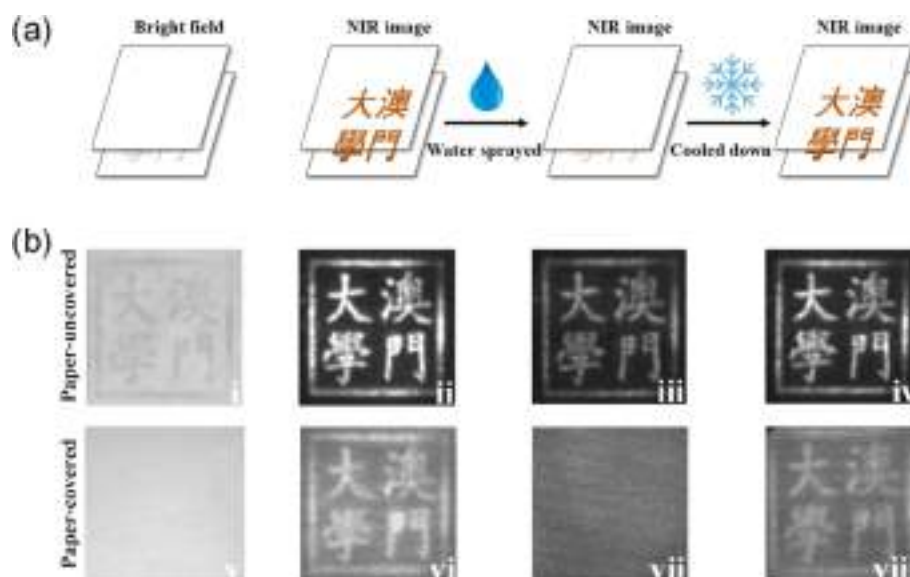 (a)
Bright field
NIR image
NIR image
NIR image
大澳
學門
Water sprayed
Cooled down
大澳
學門
(b)
Paper-uncovered
大澳
學門
i
大澳
學門
ii
大澳
學門
iii
大澳
學門
iv
Paper-covered
v
大澳
學門
vi
vii
大澳
學門
vii